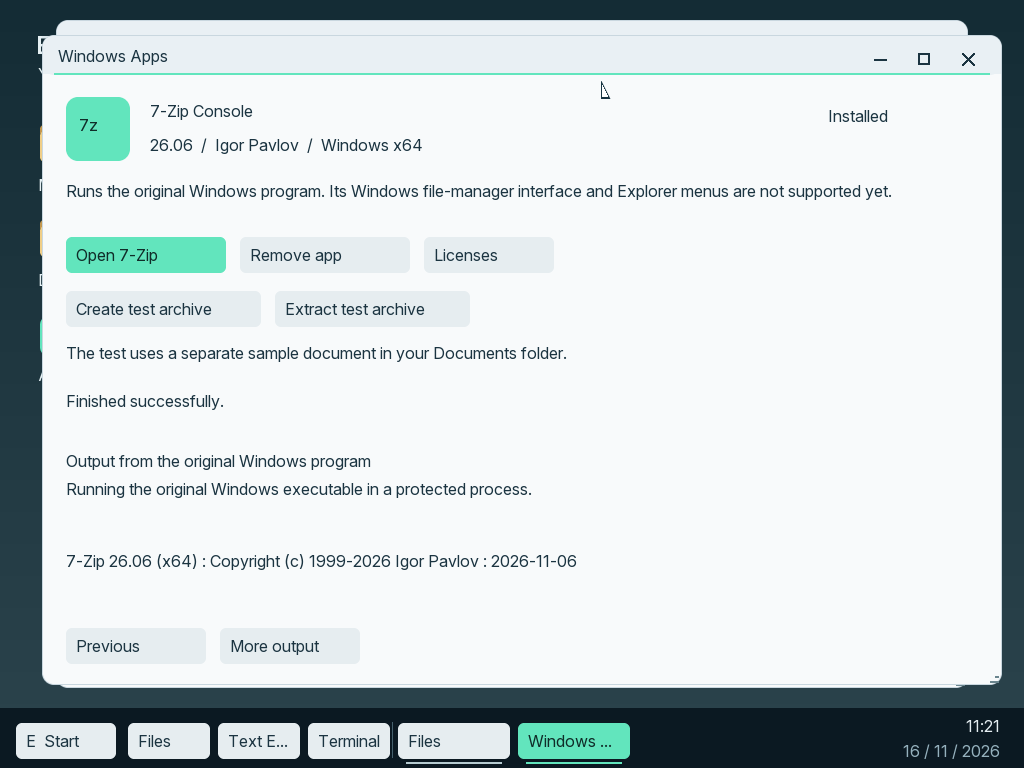 Windows Apps
7z
7-Zip Console
Installed
26.06 / Igor Pavlov / Windows x64
Runs the original Windows program. Its Windows file-manager interface and Explorer menus are not supported yet.
Open 7-Zip
Remove app
Licenses
Create test archive
Extract test archive
The test uses a separate sample document in your Documents folder.
Finished successfully.
Output from the original Windows program
Running the original Windows executable in a protected process.
7-Zip 26.06 (x64) : Copyright (c) 1999-2026 Igor Pavlov : 2026-11-06
Previous
More output
E Start
Files
Text E...
Terminal
Files
Windows ...
11:21
16 / 11 / 2026